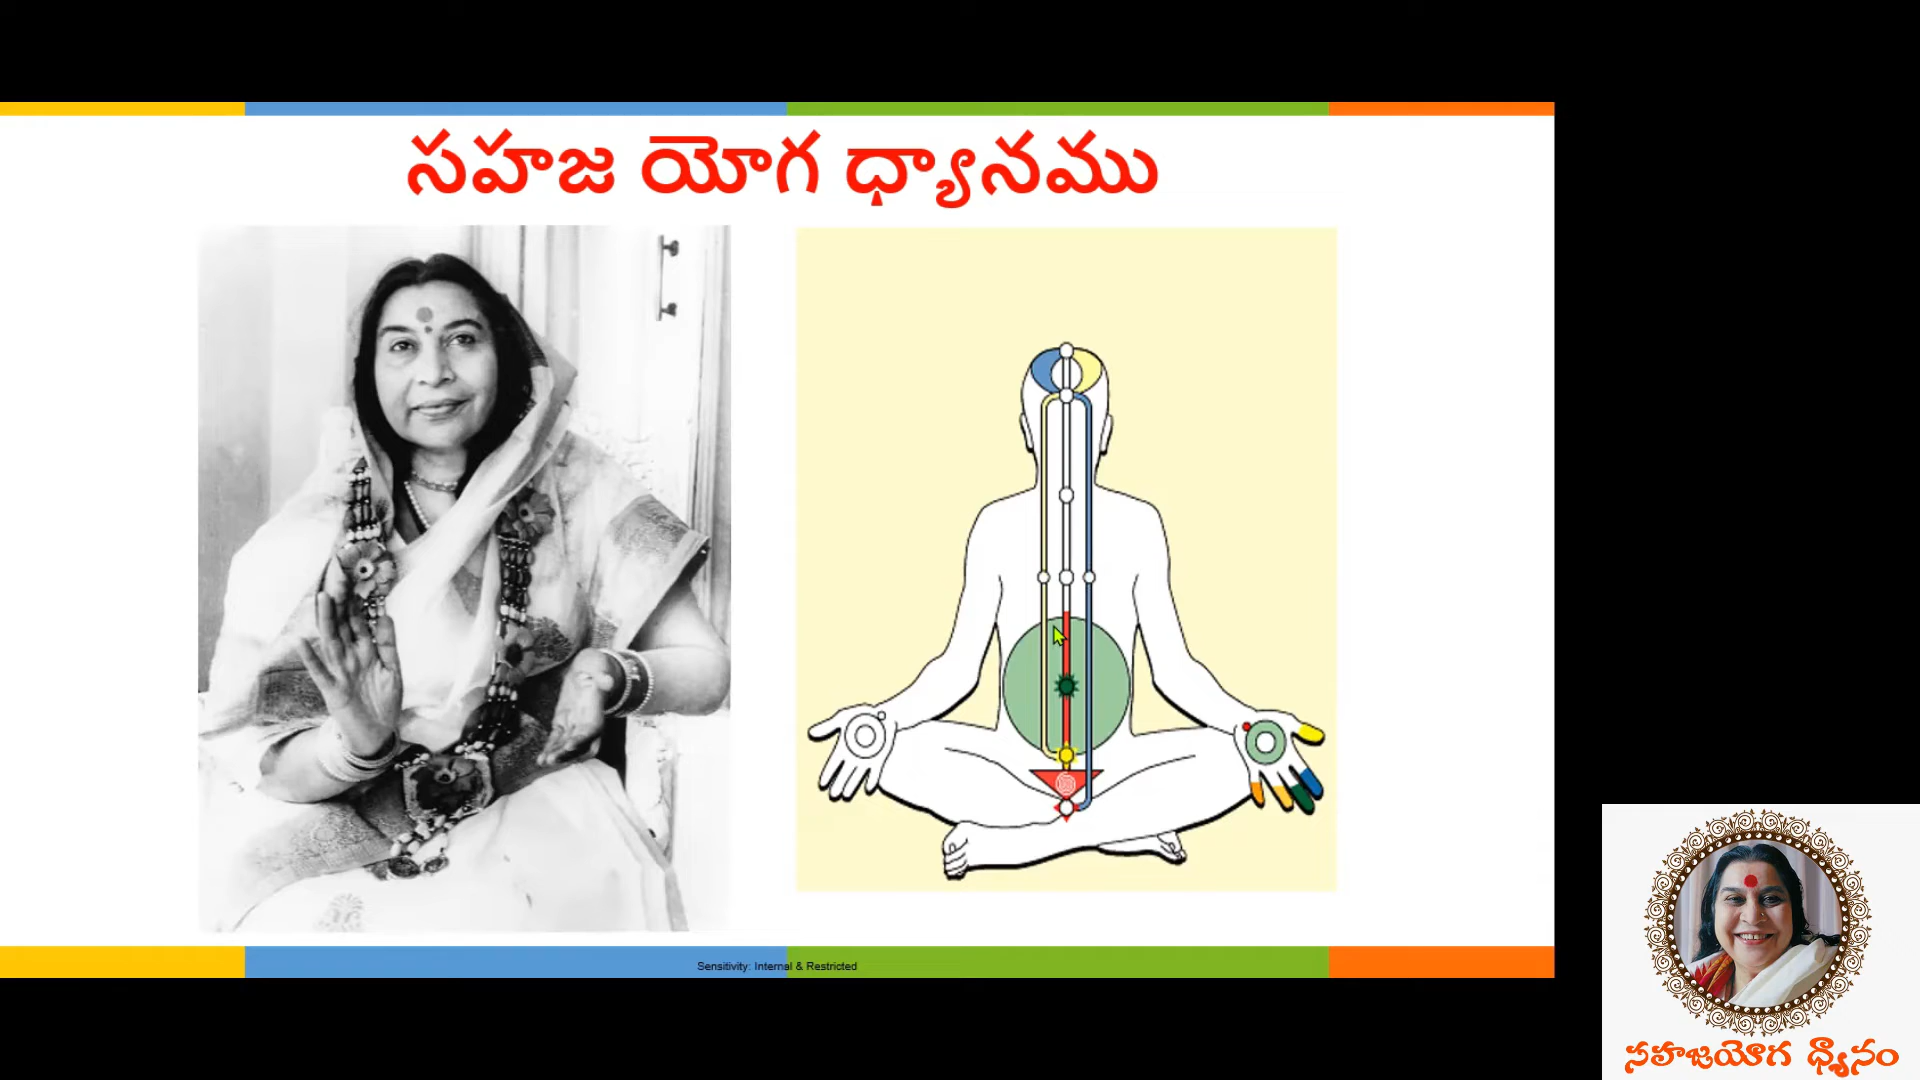 సహజ యోగ ధ్యానము
Sensitivity: Internal & Restricted
సహజయోగ ధ్యానం